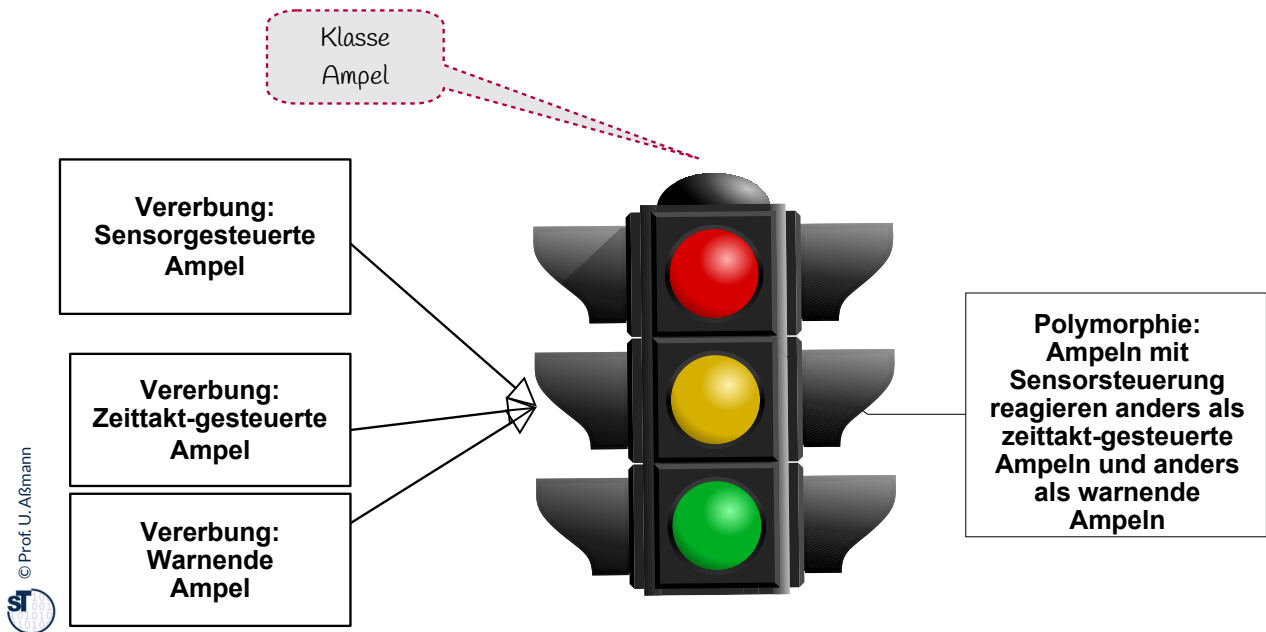 Klasse
Ampel
Vererbung:
Sensorgesteuerte
Ampel
Vererbung:
Zeittakt-gesteuerte
Ampel
Vererbung:
Warnende
Ampel
Polymorphie:
Ampeln mit
Sensorsteuerung
reagieren anders als
zeittakt-gesteuerte
Ampeln und anders
als warnende
Ampeln
© Prof. U. Aßmann
ST